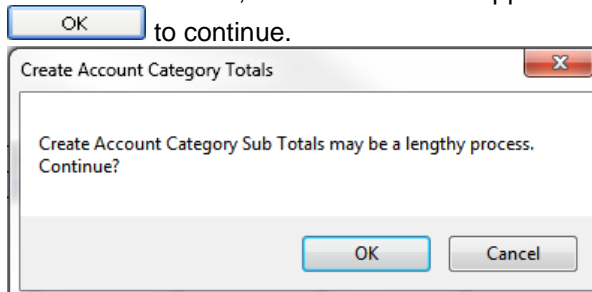 OK to continue.
Create Account Category Totals
Create Account Category Sub Totals may be a lengthy process.
Continue?
OK Cancel